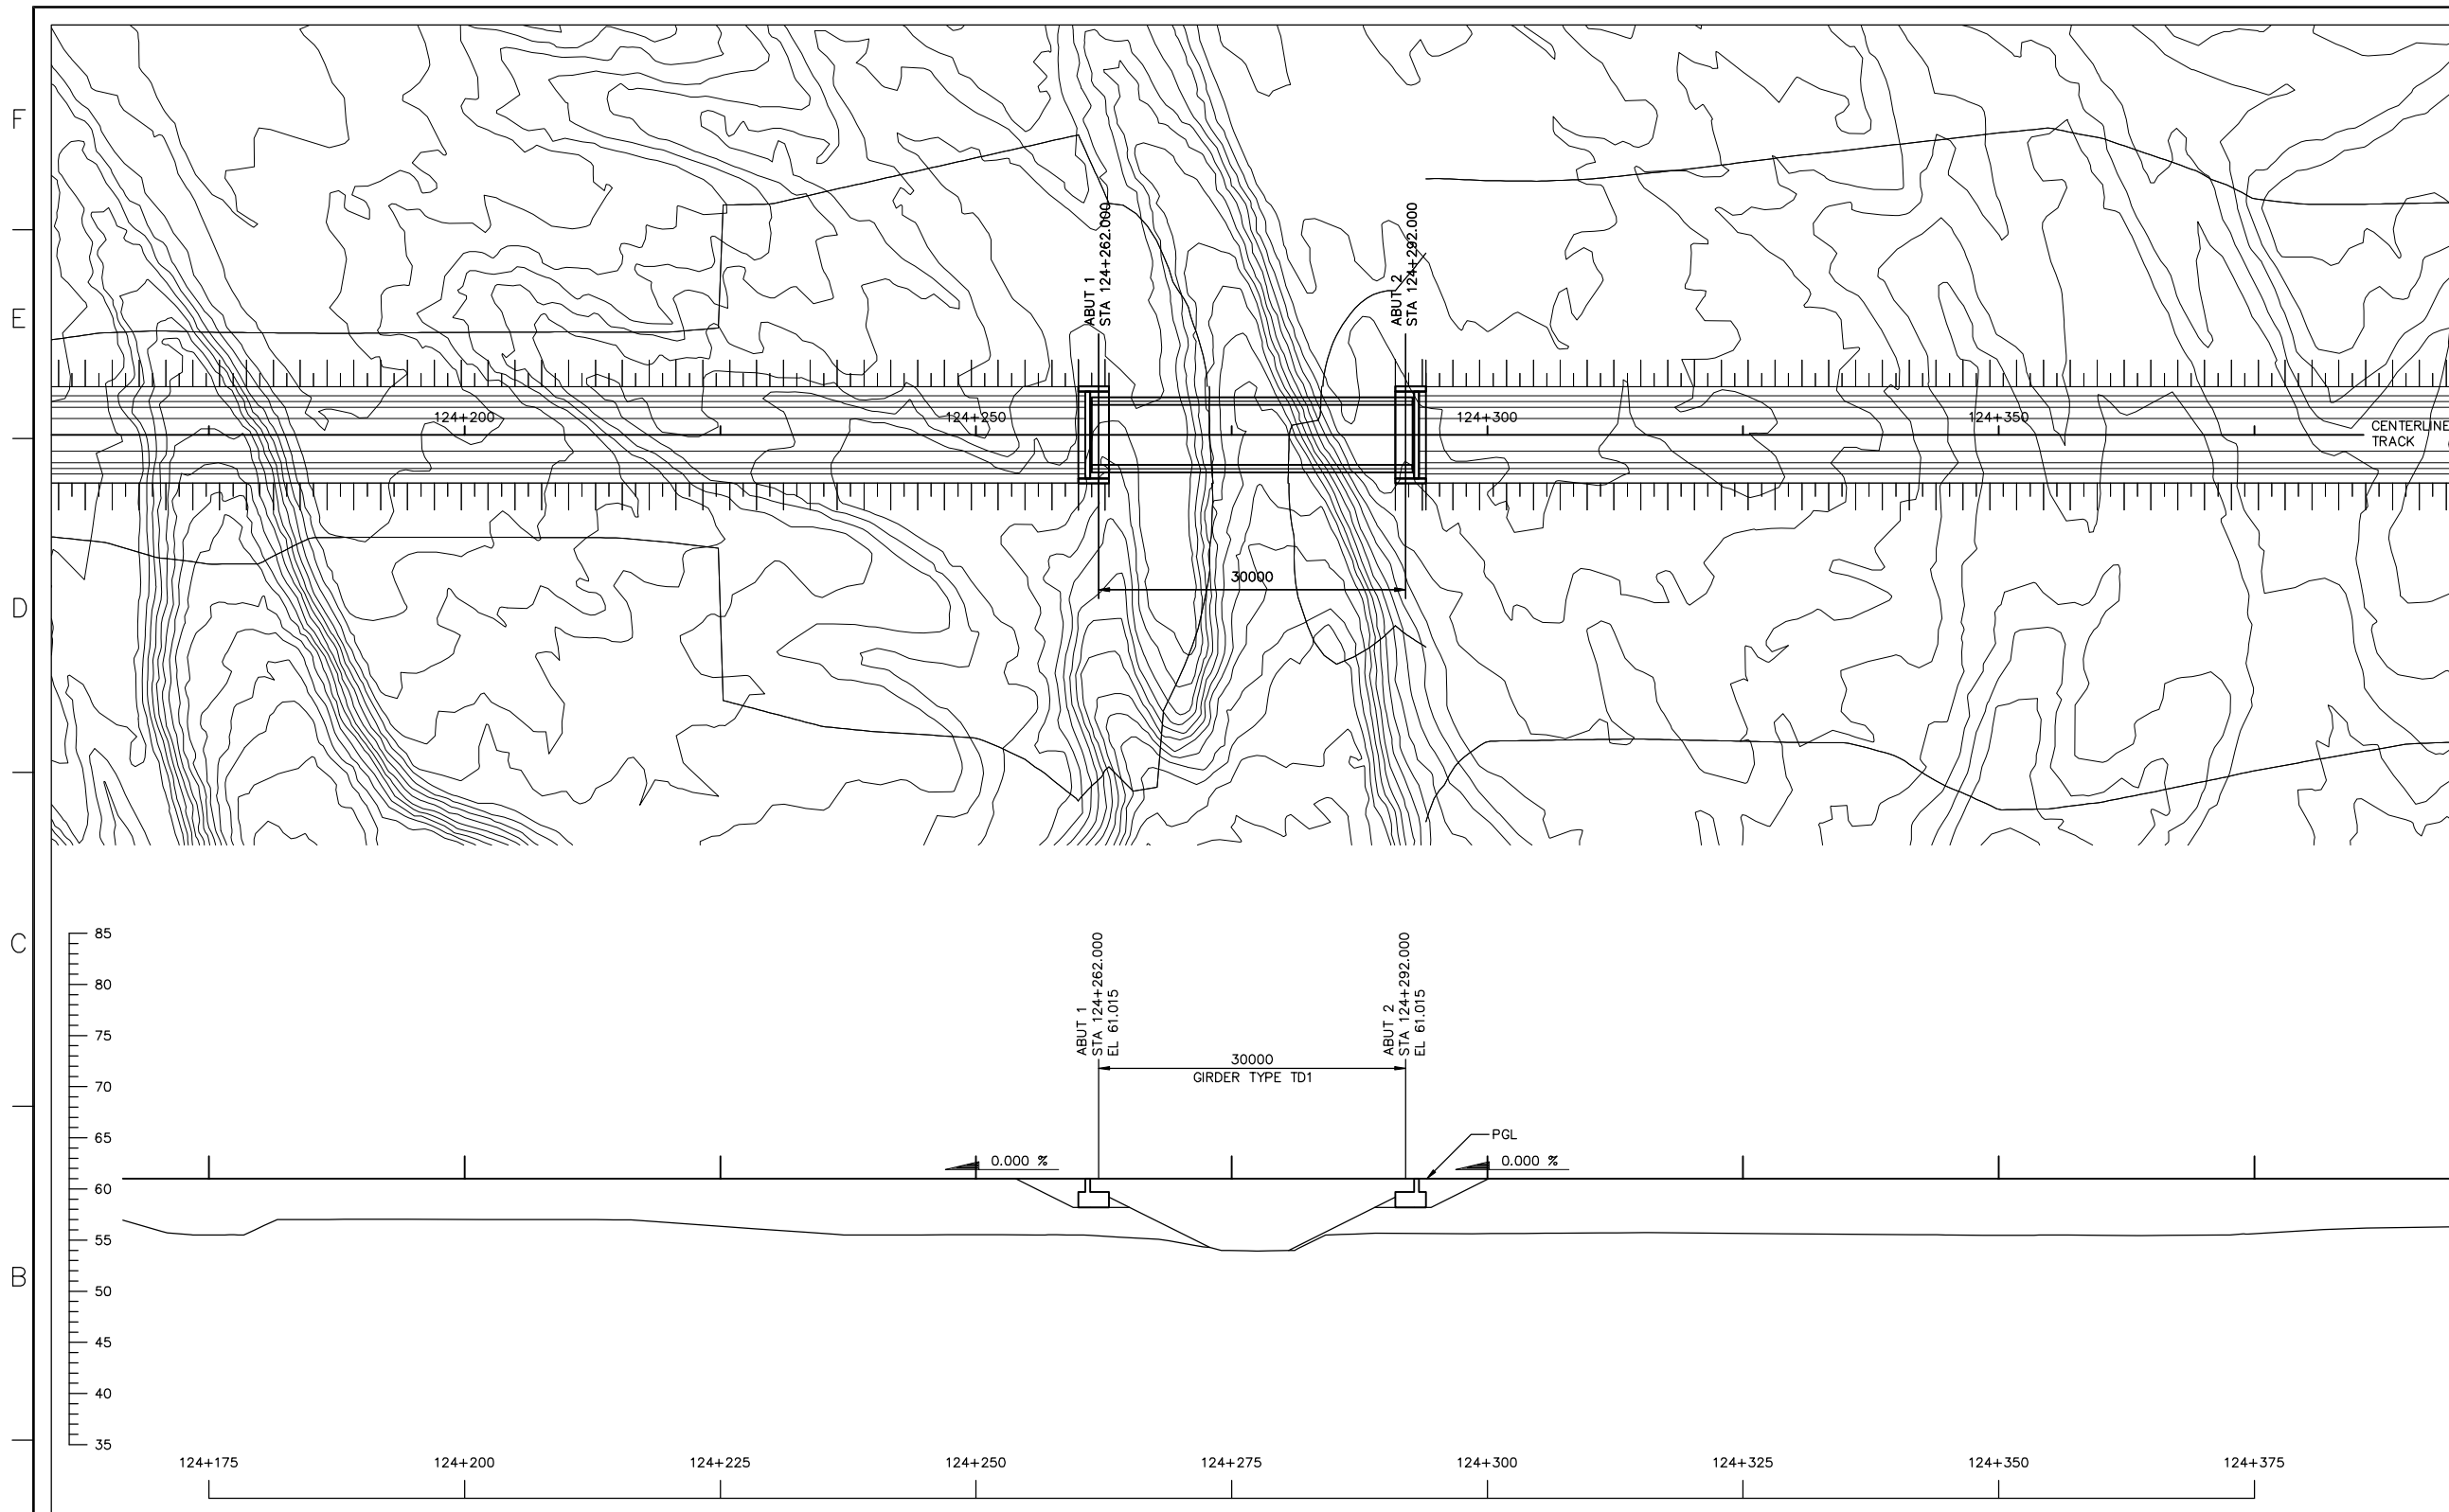 F
E
D
C
B
ABUT 1
STA 124+262.000
ABUT 2
STA 124+292.000
124+200
124+250
124+300
124+350
CENTERLINE
TRACK
30000
85
80
75
70
65
60
55
50
45
40
35
ABUT 1
STA 124+262.000
EL 61.015
ABUT 2
STA 124+292.000
EL 61.015
30000
GIRDER TYPE TD1
PGL
0.000 %
0.000 %
124+175
124+200
124+225
124+250
124+275
124+300
124+325
124+350
124+375